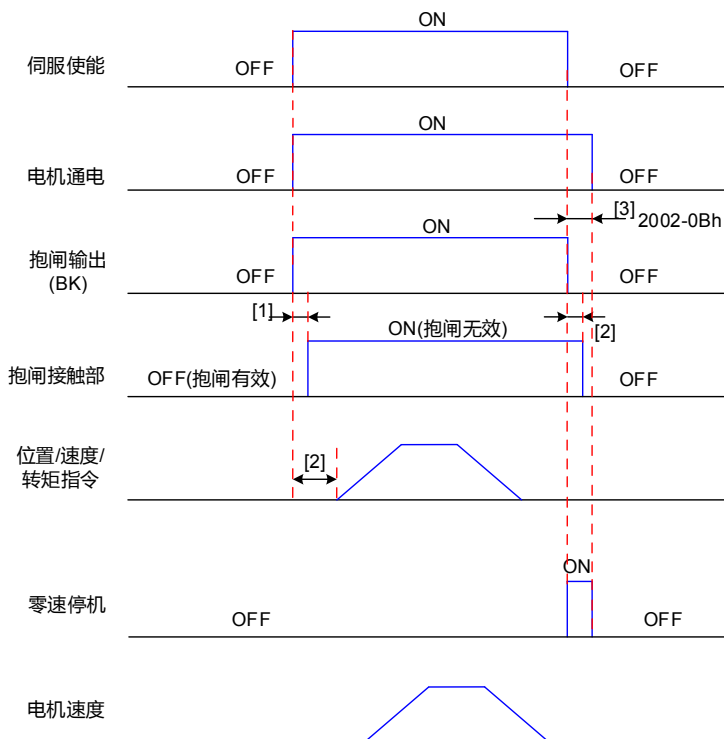 ON
伺服使能
OFF
OFF
ON
电机通电
OFF
OFF
[3]
2002-0Bh
ON
抱闸输出
(BK)
OFF
OFF
[1]
ON(抱闸无效)
[2]
抱闸接触部
OFF(抱闸有效)
OFF
位置/速度/
转矩指令
[2]
ON
零速停机
OFF
OFF
电机速度